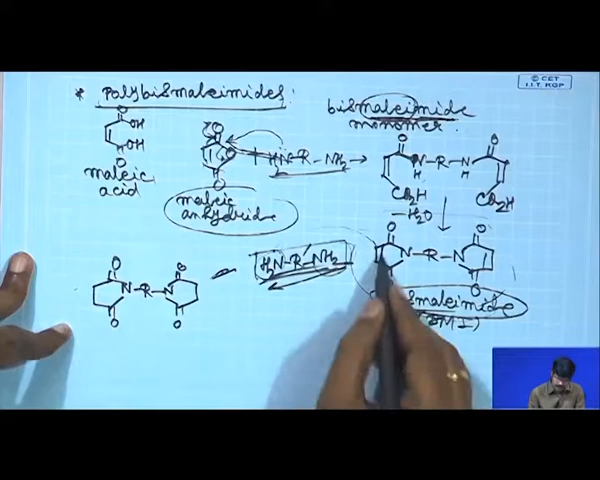 © CET
I.I.T. KGP
* Polybismaleimides:
bismaleimide
monomer.
O
OH
OH
O
maleic
acid
O
O
O
maleic
anhydride
+ H2N-R-NH2 →
O
N-R-N
H H
O
CO2H
CO2H
-H2O
O
N-R-N
O
O
(BMI)
H2N-R'-NH2
O
N-R-N
O
O
O